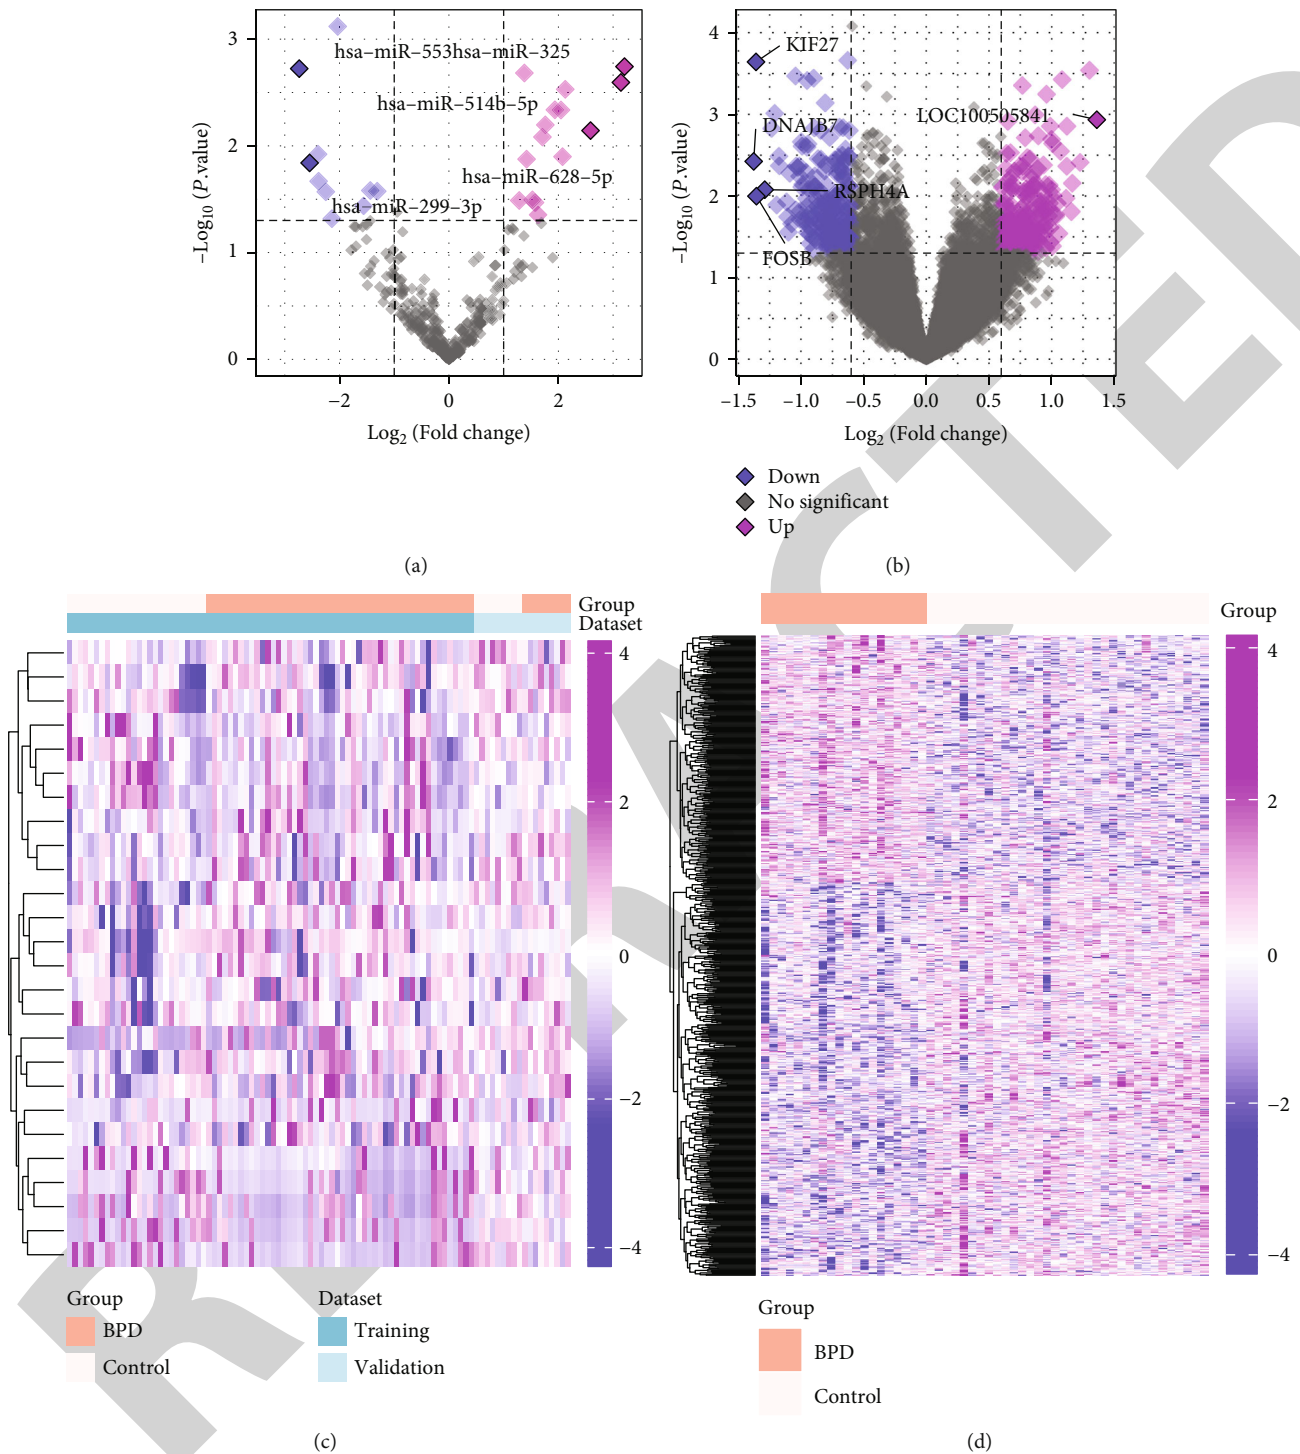 3
2
1
0
−Log10 (P.value)
hsa−miR−553hsa−miR−325
hsa−miR−514b−5p
hsa−miR−628−5p
hsa−miR−299−3p
−2
0
2
Log2 (Fold change)
(a)
4
3
2
1
0
−Log10 (P.value)
KIF27
LOC100505841
DNAJB7
RSPH4A
FOSB
−1.5
−1.0
−0.5
0.0
0.5
1.0
1.5
Log2 (Fold change)
Down
No significant
Up
(b)
Group
Dataset
4
2
0
−2
−4
Group
BPD
Control
Dataset
Training
Validation
(c)
Group
4
2
0
−2
−4
Group
BPD
Control
(d)
RETRACTED